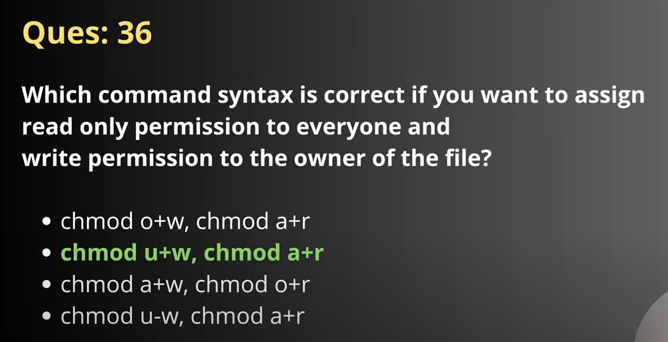 Ques: 36
Which command syntax is correct if you want to assign
read only permission to everyone and
write permission to the owner of the file?
• chmod o+w, chmod a+r
• chmod u+w, chmod a+r
• chmod a+w, chmod o+r
• chmod u-w, chmod a+r